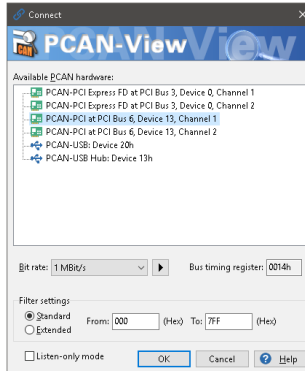 Connect
PCAN-View
Available PCAN hardware:
PCAN-PCI Express FD at PCI Bus 3, Device 0, Channel 1
PCAN-PCI Express FD at PCI Bus 3, Device 0, Channel 2
PCAN-PCI at PCI Bus 6, Device 13, Channel 1
PCAN-PCI at PCI Bus 6, Device 13, Channel 2
PCAN-USB: Device 20h
PCAN-USB Hub: Device 13h
Bit rate: 1 MBit/s Bus timing register: 0014h
Filter settings
Standard
From: 000 (Hex) To: 7FF (Hex)
Extended
Listen-only mode OK Cancel Help